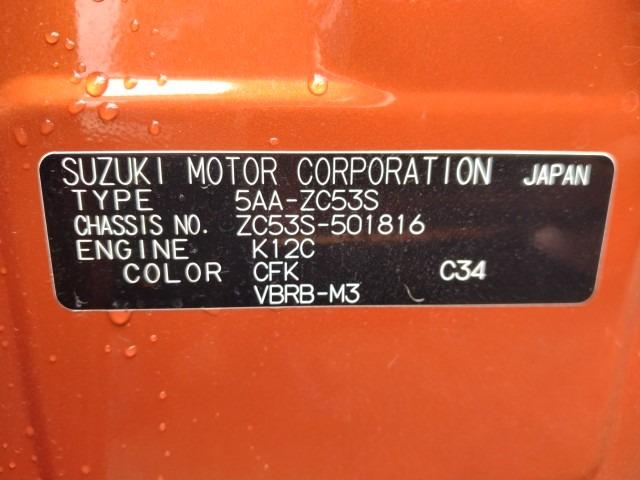 SUZUKI MOTOR CORPORATION JAPAN
TYPE 5AA-ZC53S
CHASSIS NO. ZC53S-501816
ENGINE K12C
COLOR CFK C34
VBRB-M3